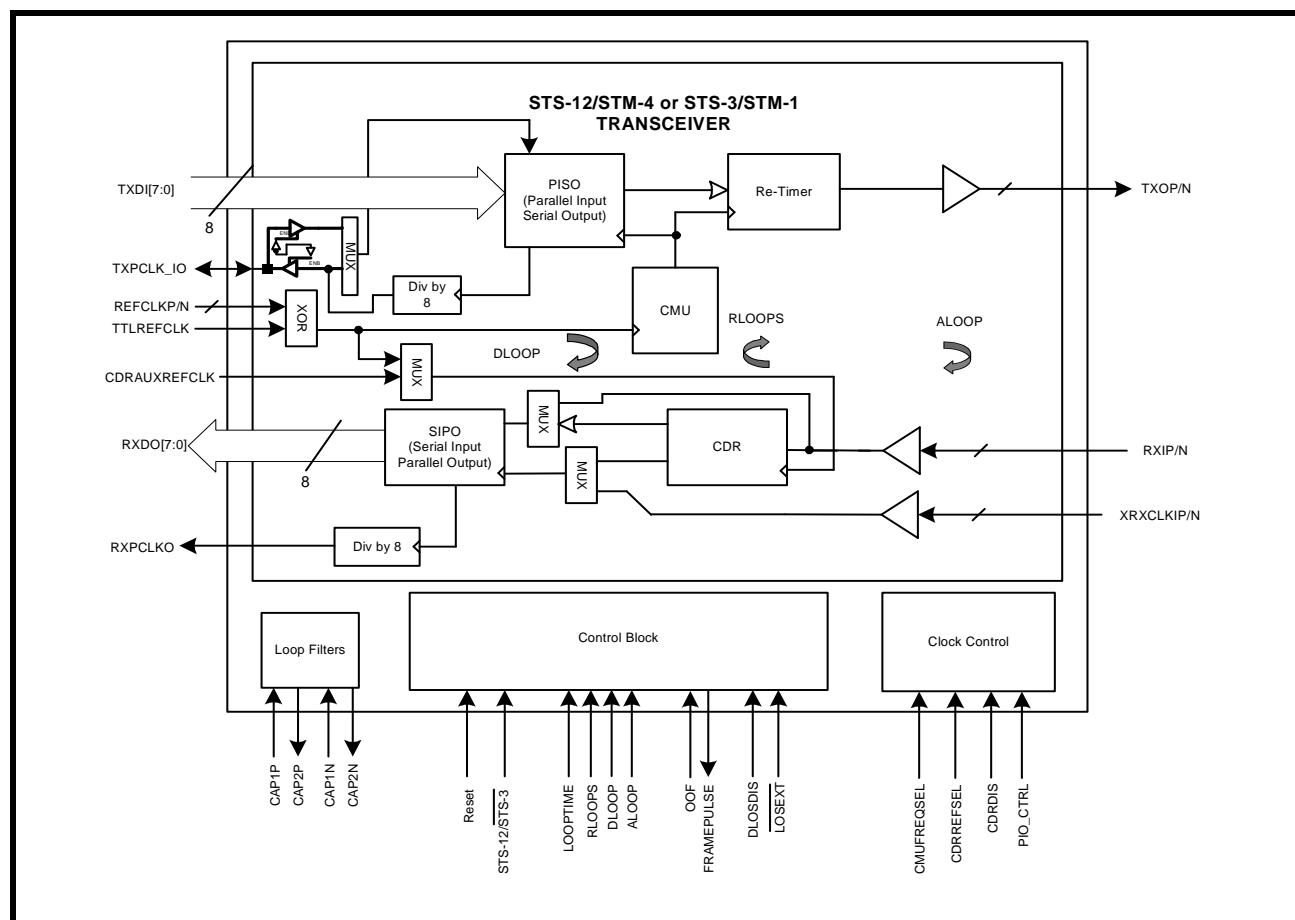 STS-12/STM-4 or STS-3/STM-1
TRANSCEIVER
TXDI[7:0]
8
PISO
(Parallel Input
Serial Output)
Re-Timer
TXOP/N
ENB
ENB
MUX
TXPCLK_IO
Div by
8
CMU
REFCLKP/N
TTLREFCLK
XOR
DLOOP
RLOOPS
ALOOP
CDRAUXREFCLK
MUX
RXDO[7:0]
8
SIPO
(Serial Input
Parallel Output)
MUX
MUX
CDR
RXIP/N
XRXCLKIP/N
RXPCLKO
Div by 8
Loop Filters
Control Block
Clock Control
CAP1P
CAP2P
CAP1N
CAP2N
Reset
STS-12/STS-3
LOOPTIME
RLOOPS
DLOOP
ALOOP
OOF
FRAMEPULSE
DLOSDIS
LOSEXT
CMUFREQSEL
CDRREFSEL
CDRDIS
PIO_CTRL